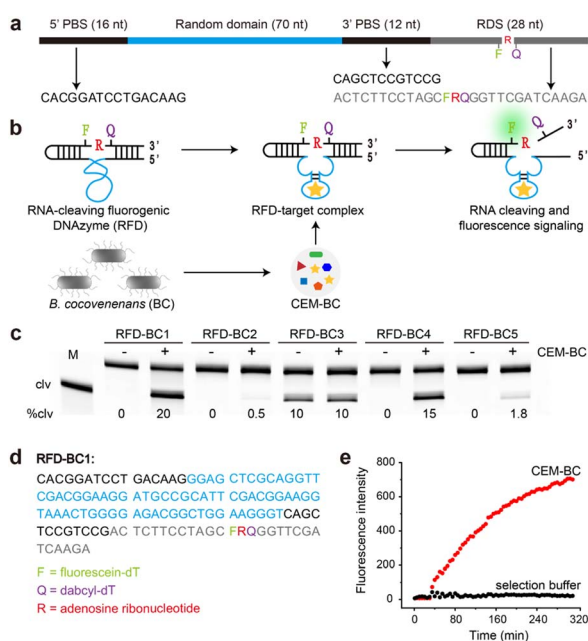 a
5' PBS (16 nt)
Random domain (70 nt)
3' PBS (12 nt)
RDS (28 nt)
R
F Q
CACGGATCCTGACAAG
CAGCTCCGTCCG
ACTCTTCCTAGCFRQGGTTCGATCAAGA
b
F Q
R
3'
5'
RNA-cleaving fluorogenic
DNAzyme (RFD)
F Q
R
3'
5'
RFD-target complex
F Q
R
3'
5'
RNA cleaving and
fluorescence signaling
B. cocovenenans (BC)
CEM-BC
c
RFD-BC1 RFD-BC2 RFD-BC3 RFD-BC4 RFD-BC5
M - + - + - + - + - + CEM-BC
clv
%clv 0 20 0 0.5 10 10 0 15 0 1.8
d
RFD-BC1:
CACGGATCCT GACAAGGGAG CTCGCAGGTT
CGACGGAAGG ATGCCGCATT CGACGGAAGG
TAAACTGGGG AGACGGCTGG AAGGGTCAGC
TCCGTCCGAC TCTTCCTAGC FRQGGTTCGA
TCAAGA
F = fluorescein-dT
Q = dabcyl-dT
R = adenosine ribonucleotide
e
Fluorescence intensity
800
600
400
200
0
CEM-BC
selection buffer
0 80 160 240 320
Time (min)